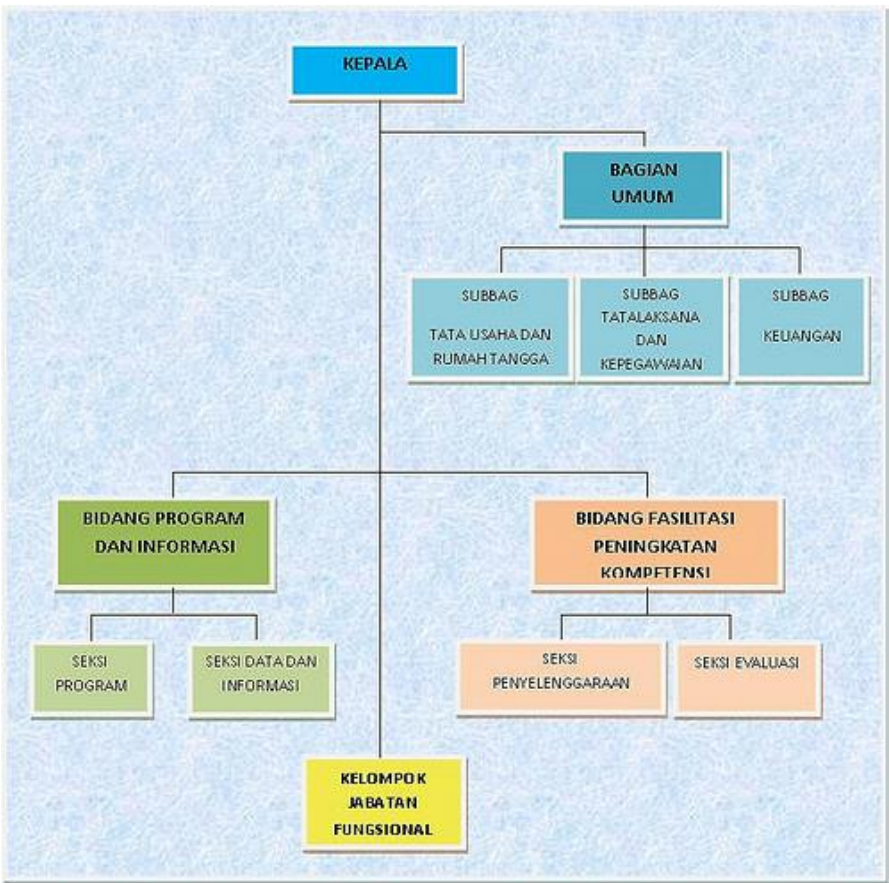 KEPALA
BAGIAN
UMUM
SUBBAG
TATA USAHA DAN
RUMAH TANGGA
SUBBAG
TATALAKSANA
DAN
KEPEGAWAIAN
SUBBAG
KEUANGAN
BIDANG PROGRAM
DAN INFORMASI
BIDANG FASILITASI
PENINGKATAN
KOMPETENSI
SEKSI
PROGRAM
SEKSI DATA DAN
INFORMASI
SEKSI
PENYELENGGARAAN
SEKSI EVALUASI
KELOMPOK
JABATAN
FUNGSIONAL